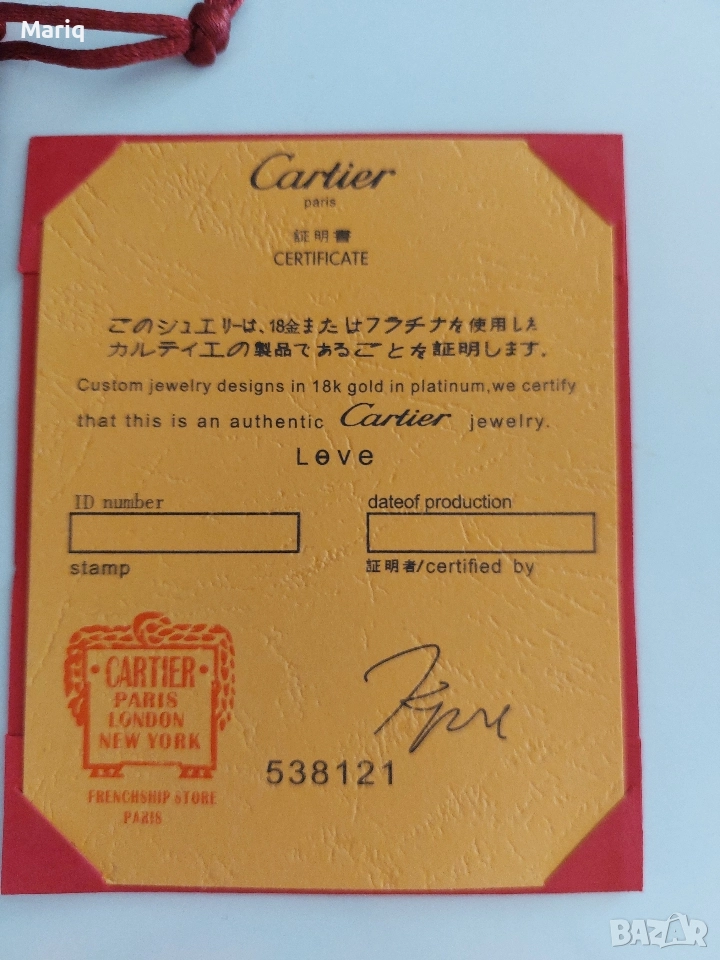 Mariq
Cartier
paris
証明書
CERTIFICATE
このジュエリーは、18金またはフラチナを使用した
カルティエの製品であるごとを証明します.
Custom jewelry designs in 18k gold in platinum,we certify
that this is an authentic Cartier jewelry.
Love
ID number dateof production
stamp 証明者/certified by
CARTIER
PARIS
LONDON
NEW YORK
538121
FRENCHSHIP STORE
PARIS
BAZAR